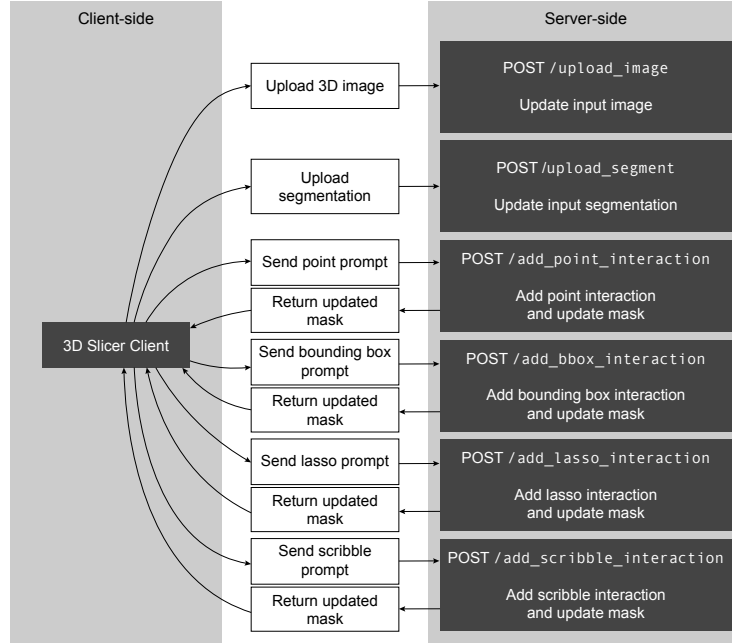 Client-side
Server-side
Upload 3D image
POST /upload_image
Update input image
Upload
segmentation
POST /upload_segment
Update input segmentation
Send point prompt
POST /add_point_interaction
Return updated
mask
Add point interaction
and update mask
3D Slicer Client
Send bounding box
prompt
POST /add_bbox_interaction
Return updated
mask
Add bounding box interaction
and update mask
Send lasso prompt
POST /add_lasso_interaction
Return updated
mask
Add lasso interaction
and update mask
Send scribble
prompt
POST /add_scribble_interaction
Return updated mask
Add scribble interaction
and update mask